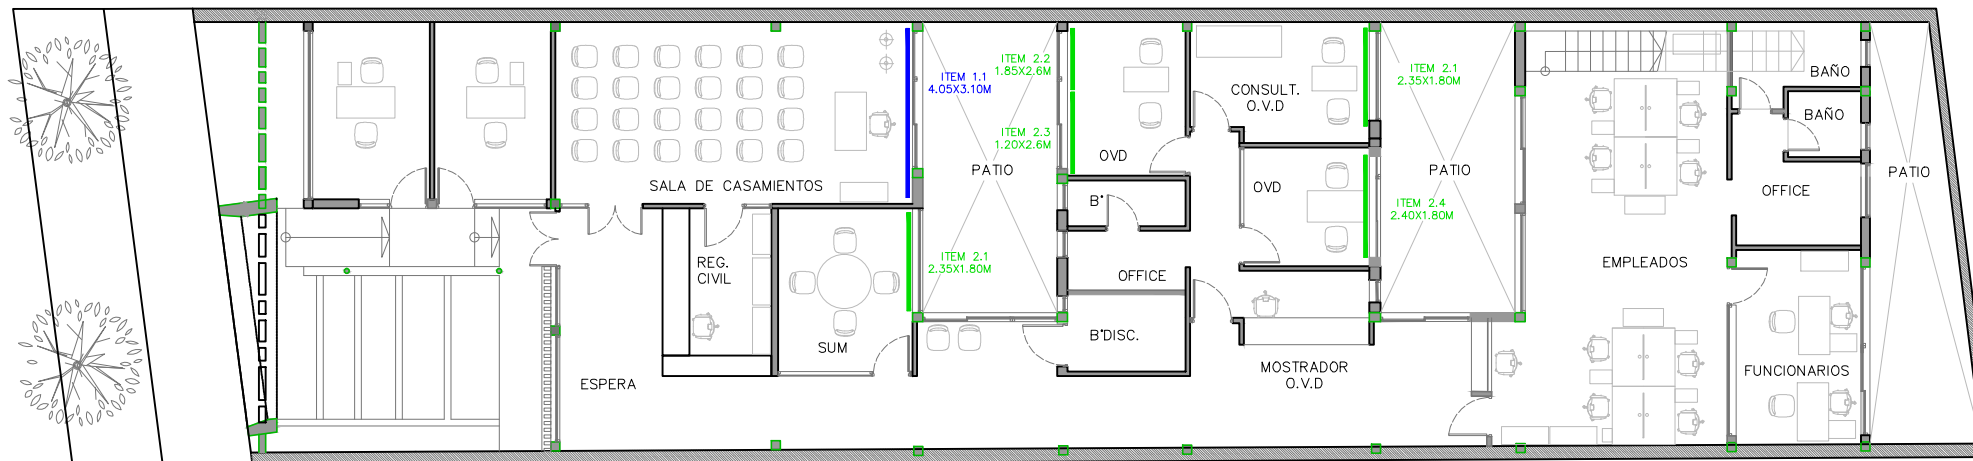 ITEM 1.1
4.05X3.10M
ITEM 2.2
1.85X2.6M
ITEM 2.3
1.20X2.6M
PATIO
SALA DE CASAMIENTOS
ITEM 2.1
2.35X1.80M
REG.
CIVIL
SUM
ESPERA
OVD
B°
OFFICE
B°DISC.
CONSULT.
O.V.D
OVD
MOSTRADOR
O.V.D
ITEM 2.1
2.35X1.80M
PATIO
ITEM 2.4
2.40X1.80M
EMPLEADOS
BAÑO
BAÑO
OFFICE
FUNCIONARIOS
PATIO